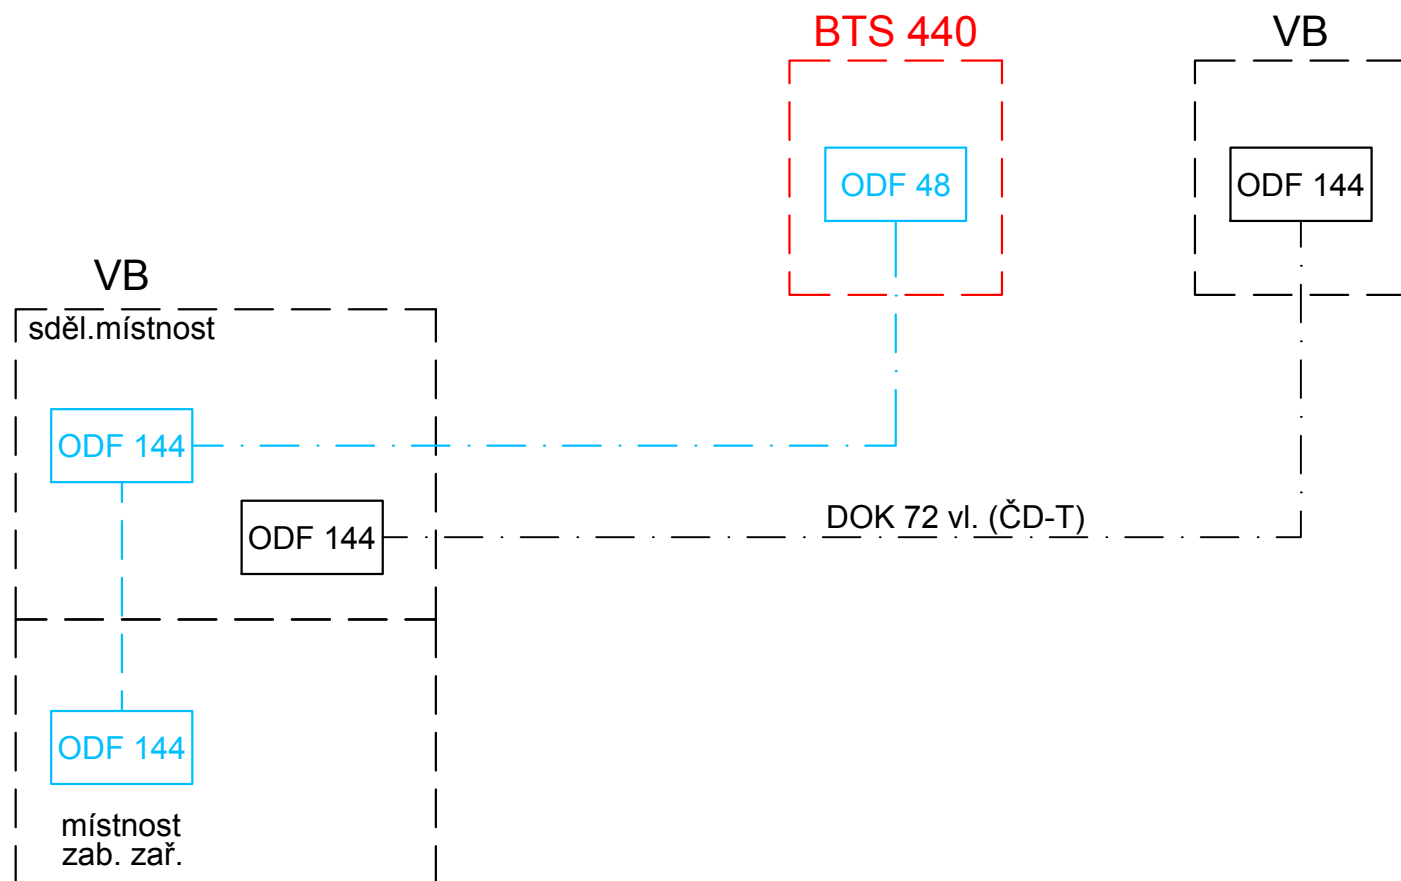 BTS 440
VB
ODF 48
ODF 144
VB
sděl.místnost
ODF 144
ODF 144
DOK 72 vl. (ČD-T)
ODF 144
místnost
zab. zař.